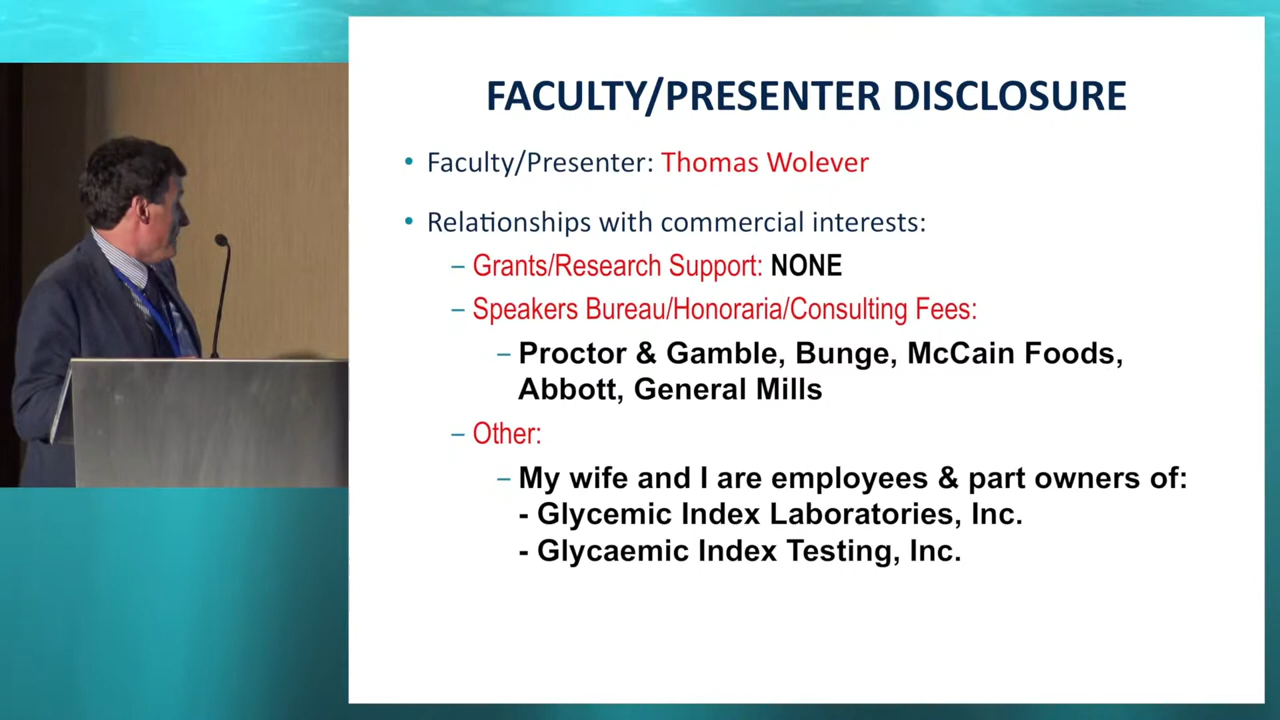 FACULTY/PRESENTER DISCLOSURE
• Faculty/Presenter: Thomas Wolever
• Relationships with commercial interests:
– Grants/Research Support: NONE
– Speakers Bureau/Honoraria/Consulting Fees:
– Proctor & Gamble, Bunge, McCain Foods,
Abbott, General Mills
– Other:
– My wife and I are employees & part owners of:
- Glycemic Index Laboratories, Inc.
- Glycaemic Index Testing, Inc.